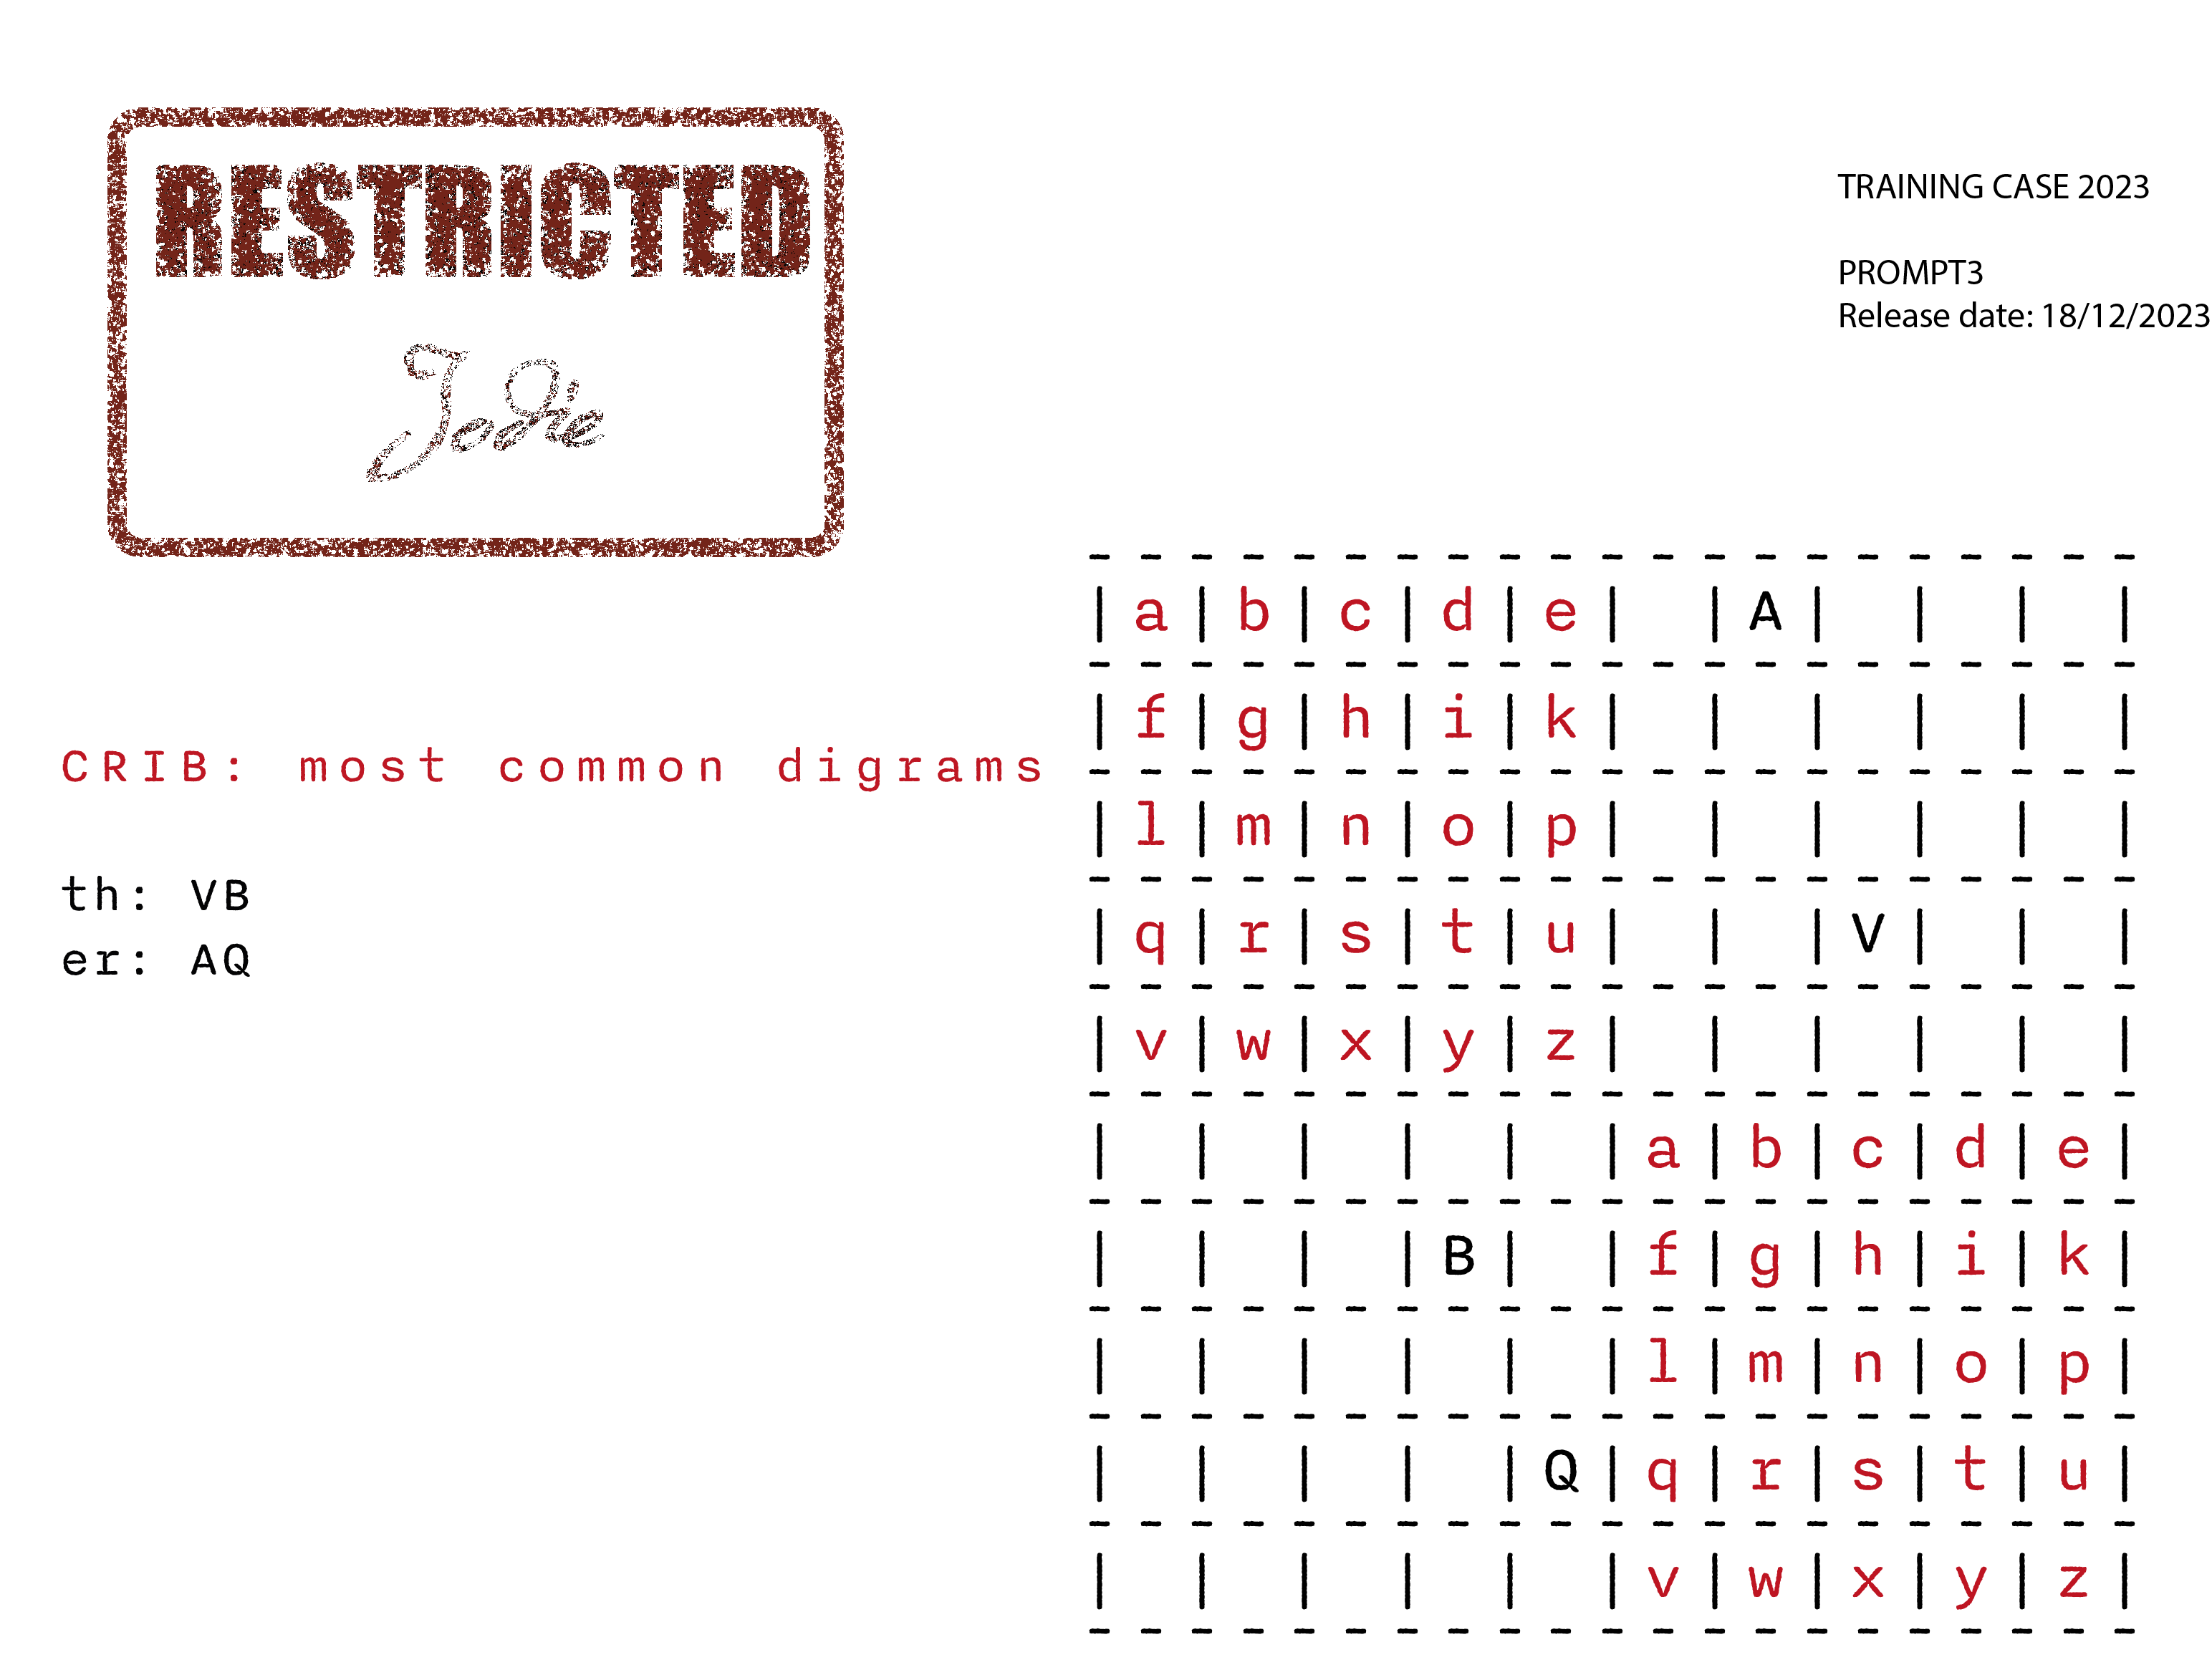 RESTRICTED
Jodie
TRAINING CASE 2023
PROMPT3
Release date: 18/12/2023
CRIB: most common digrams
th: VB
er: AQ
- - - - - - - - - - - - - - - - - - - - -
|a|b|c|d|e| |A| | | |
- - - - - - - - - - - - - - - - - - - - -
|f|g|h|i|k| | | | | |
- - - - - - - - - - - - - - - - - - - - -
|l|m|n|o|p| | | | | |
- - - - - - - - - - - - - - - - - - - - -
|q|r|s|t|u| | |V| | |
- - - - - - - - - - - - - - - - - - - - -
|v|w|x|y|z| | | | | |
- - - - - - - - - - - - - - - - - - - - -
| | | | | |a|b|c|d|e|
- - - - - - - - - - - - - - - - - - - - -
| | | |B| |f|g|h|i|k|
- - - - - - - - - - - - - - - - - - - - -
| | | | | |l|m|n|o|p|
- - - - - - - - - - - - - - - - - - - - -
| | | | |Q|q|r|s|t|u|
- - - - - - - - - - - - - - - - - - - - -
| | | | | |v|w|x|y|z|
- - - - - - - - - - - - - - - - - - - - -